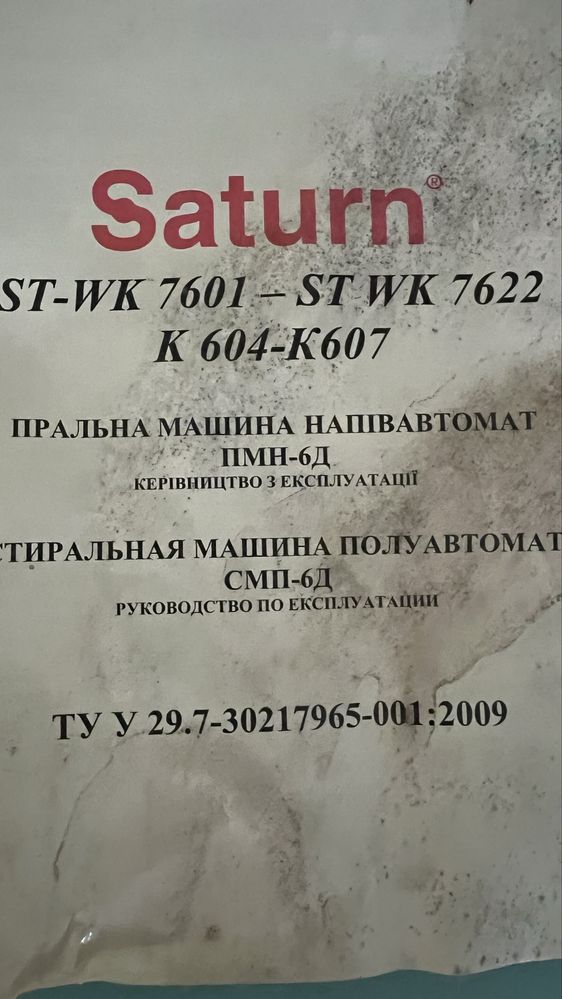 Saturn®
ST-WK 7601 – ST WK 7622
K 604-K607
ПРАЛЬНА МАШИНА НАПІВАВТОМАТ
ПМН-6Д
КЕРІВНИЦТВО З ЕКСПЛУАТАЦІЇ
СТИРАЛЬНАЯ МАШИНА ПОЛУАВТОМАТ
СМП-6Д
РУКОВОДСТВО ПО ЕКСПЛУАТАЦИИ
ТУ У 29.7-30217965-001:2009